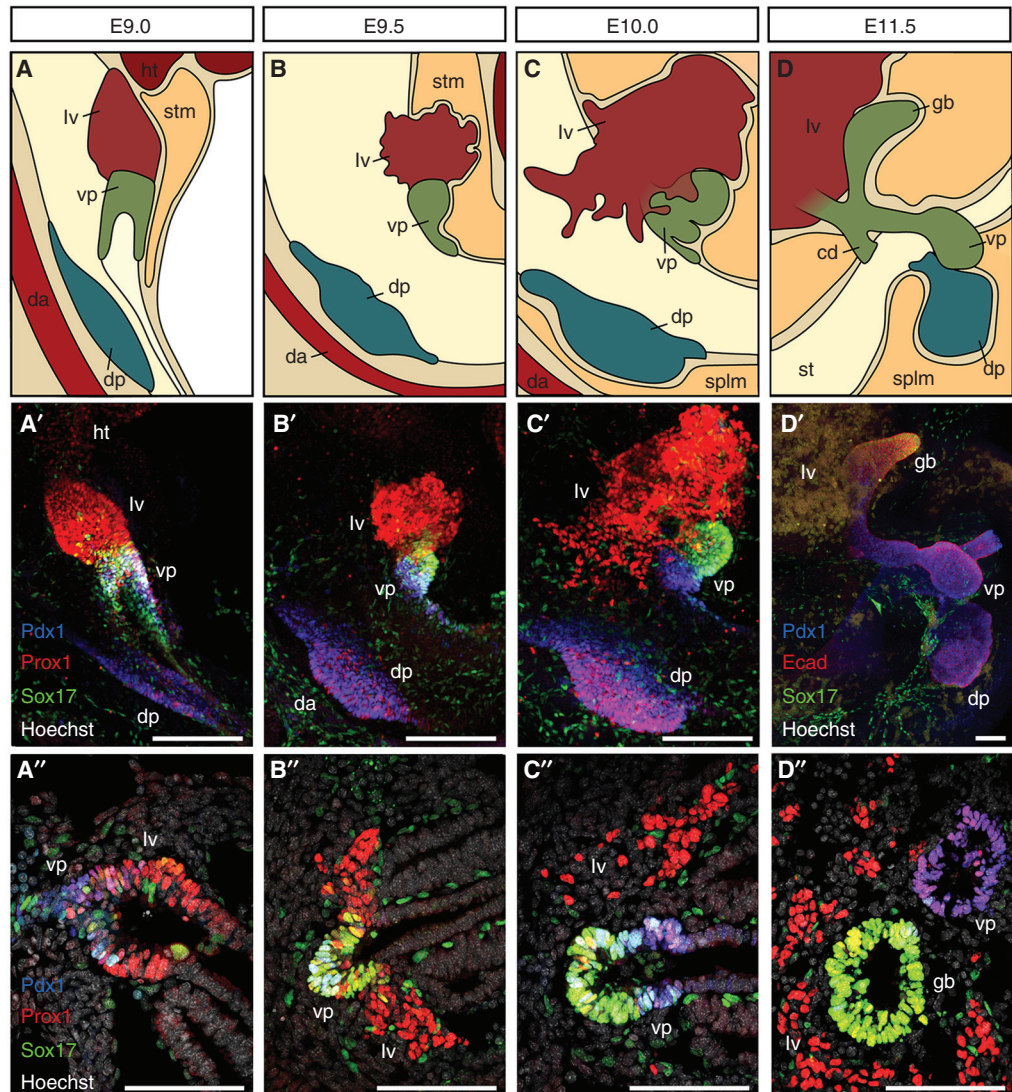 E9.0
E9.5
E10.0
E11.5
A
ht
lv
stm
vp
da
dp
B
stm
lv
vp
dp
da
C
lv
vp
dp
da
splm
D
gb
lv
cd
vp
st
splm
dp
A′
ht
lv
vp
Pdx1
Prox1
Sox17
Hoechst
dp
B′
lv
vp
dp
da
C′
lv
vp
dp
D′
lv
gb
vp
Pdx1
Ecad
Sox17
Hoechst
dp
A″
lv
vp
Pdx1
Prox1
Sox17
Hoechst
B″
vp
lv
C″
lv
vp
D″
vp
gb
lv